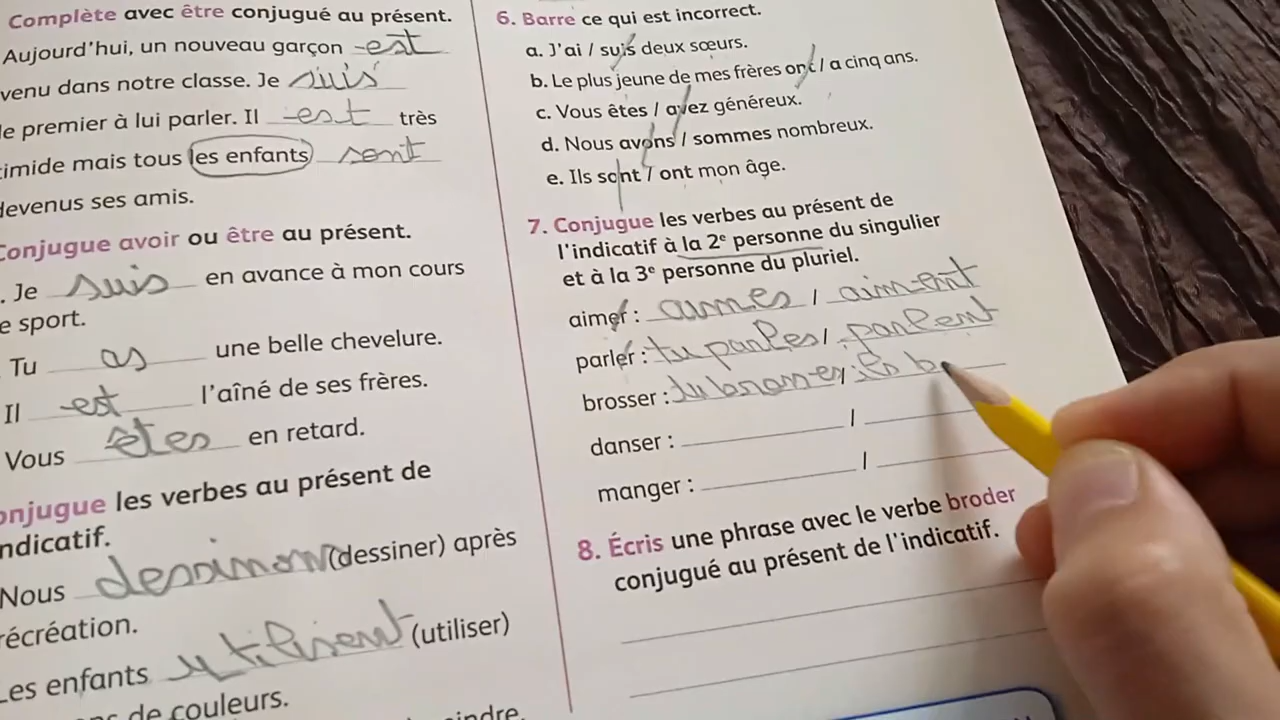 Complète avec être conjugué au présent.
Aujourd'hui, un nouveau garçon est
venu dans notre classe. Je suis
le premier à lui parler. Il est très
timide mais tous les enfants sont
devenus ses amis.
Conjugue avoir ou être au présent.
. Je suis en avance à mon cours
e sport.
Tu as une belle chevelure.
Il est l'aîné de ses frères.
Vous êtes en retard.
onjugue les verbes au présent de
ndicatif.
Nous dessinons (dessiner) après
récréation.
Les enfants utilisent (utiliser)
de couleurs.
eindre.
6. Barre ce qui est incorrect.
a. J'ai / suis deux sœurs.
b. Le plus jeune de mes frères ont / a cinq ans.
c. Vous êtes / avez généreux.
d. Nous avons / sommes nombreux.
e. Ils sont / ont mon âge.
7. Conjugue les verbes au présent de
l'indicatif à la 2e personne du singulier
et à la 3e personne du pluriel.
aimer : aimes / aiment
parler : tu parles / parlent
brosser : tu brosses / ils b
danser : /
manger : /
8. Écris une phrase avec le verbe broder
conjugué au présent de l'indicatif.